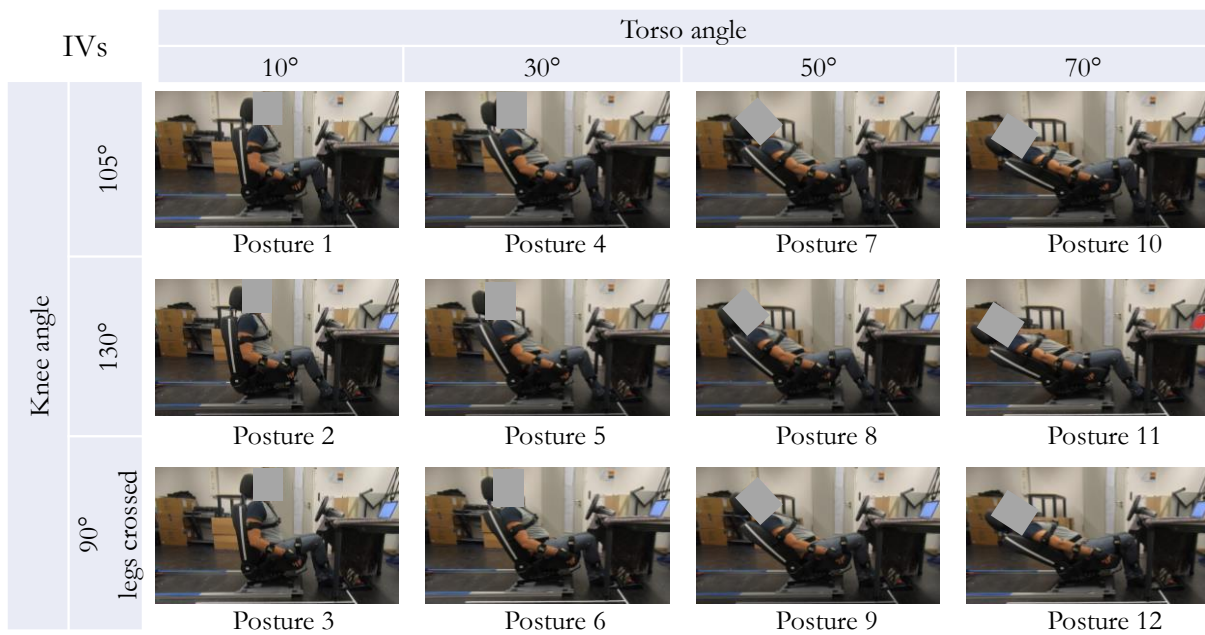 IVs
Torso angle
10° 30° 50° 70°
Knee angle
105°
Posture 1 Posture 4 Posture 7 Posture 10
130°
Posture 2 Posture 5 Posture 8 Posture 11
90°
legs crossed
Posture 3 Posture 6 Posture 9 Posture 12